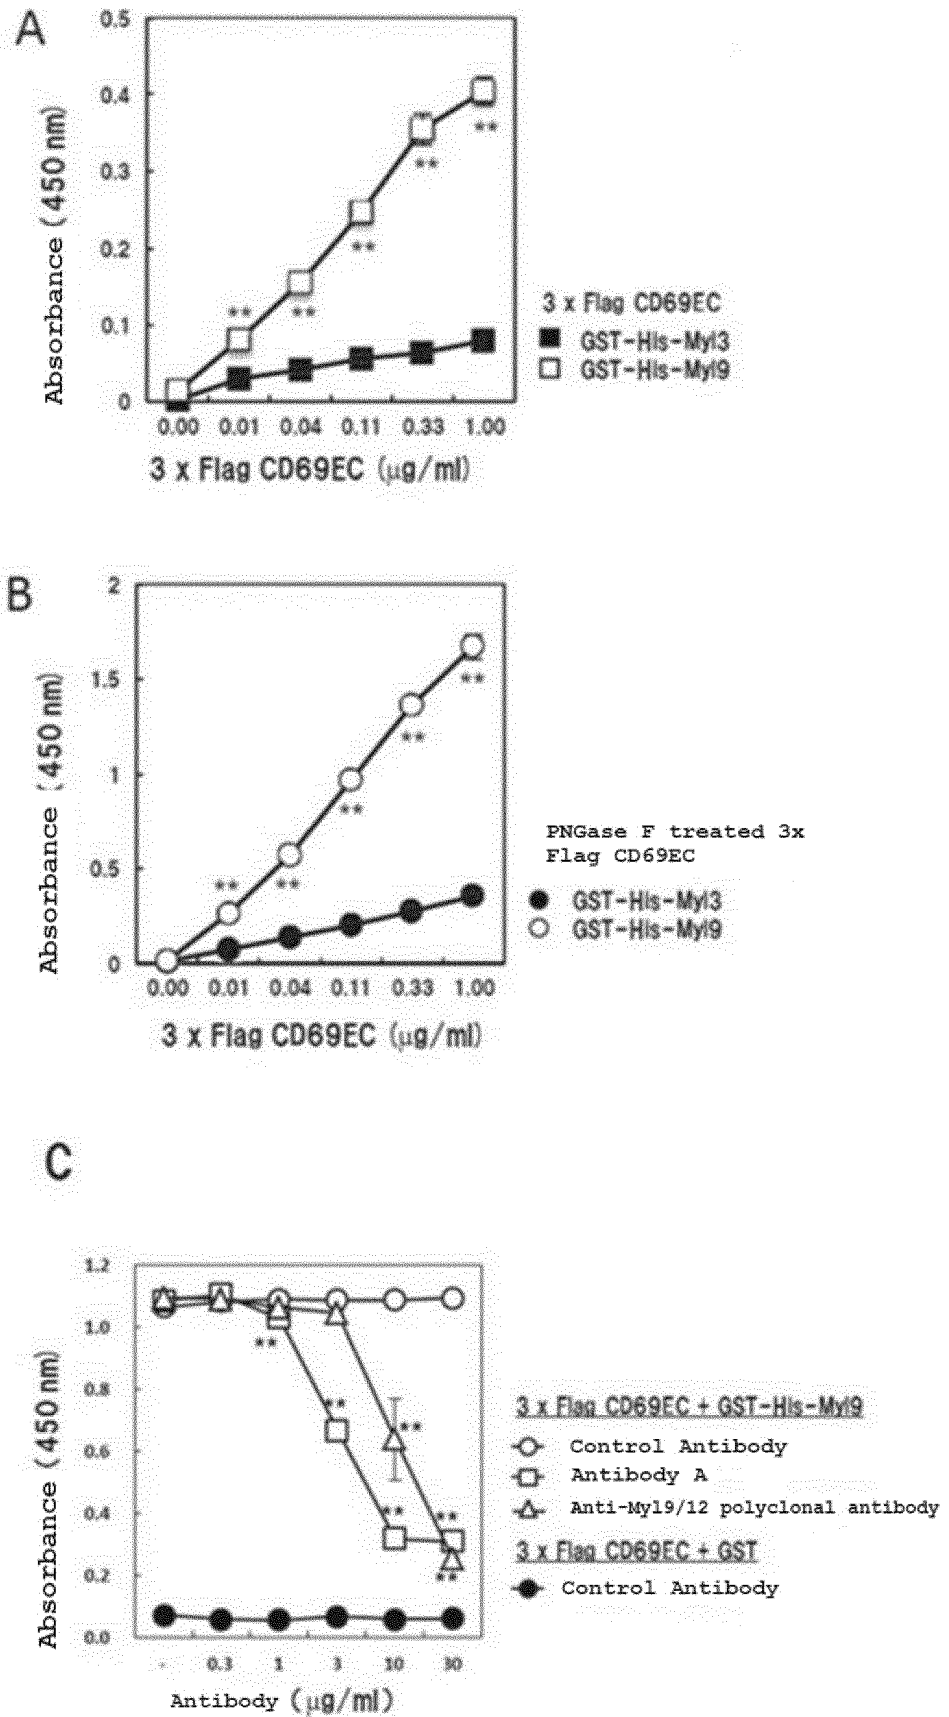 A
0.5
0.4
0.3
0.2
0.1
0
Absorbance (450 nm)
**
**
**
**
**
0.00 0.01 0.04 0.11 0.33 1.00
3 x Flag CD69EC (μg/ml)
3 x Flag CD69EC
GST-His-Myl3
GST-His-Myl9
B
2
1.5
1
0.5
0
Absorbance (450 nm)
**
**
**
**
**
0.00 0.01 0.04 0.11 0.33 1.00
3 x Flag CD69EC (μg/ml)
PNGase F treated 3x
Flag CD69EC
GST-His-Myl3
GST-His-Myl9
C
1.2
1.0
0.8
0.6
0.4
0.2
0.0
Absorbance (450 nm)
**
**
**
**
**
**
- 0.3 1 3 10 30
Antibody (μg/ml)
3 x Flag CD69EC + GST-His-Myl9
Control Antibody
Antibody A
Anti-Myl9/12 polyclonal antibody
3 x Flag CD69EC + GST
Control Antibody